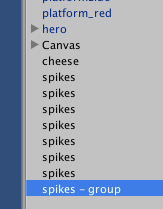 platform_red
hero
Canvas
cheese
spikes
spikes
spikes
spikes
spikes
spikes
spikes
spikes - group